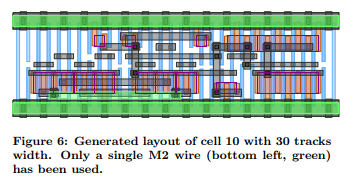 Figure 6: Generated layout of cell 10 with 30 tracks
width. Only a single M2 wire (bottom left, green)
has been used.